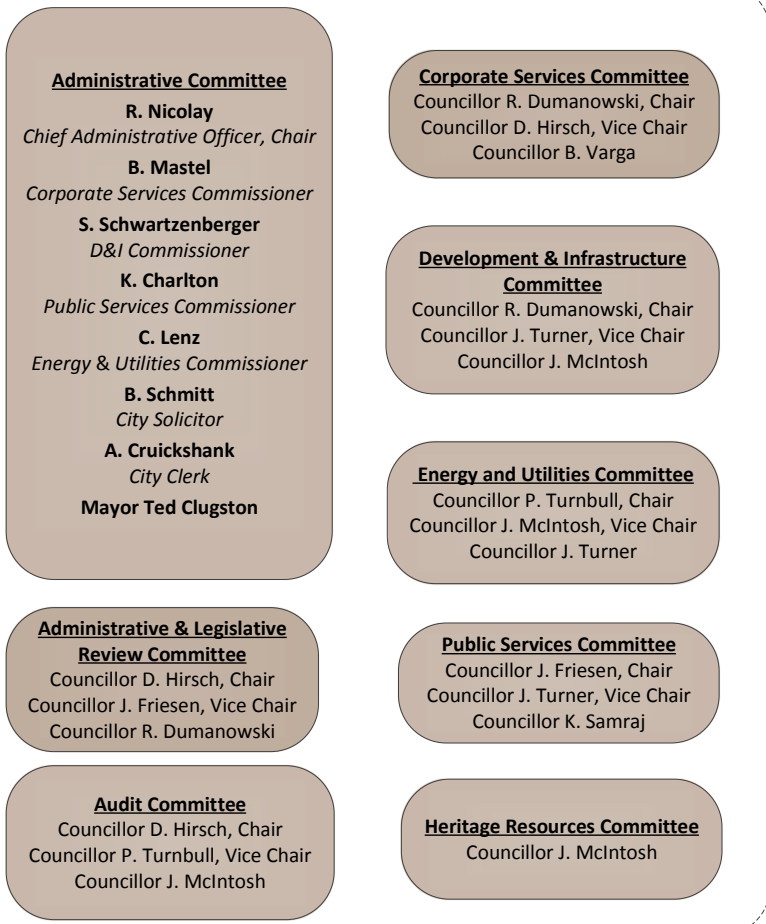 Administrative Committee
R. Nicolay
Chief Administrative Officer, Chair
B. Mastel
Corporate Services Commissioner
S. Schwartzenberger
D&I Commissioner
K. Charlton
Public Services Commissioner
C. Lenz
Energy & Utilities Commissioner
B. Schmitt
City Solicitor
A. Cruickshank
City Clerk
Mayor Ted Clugston
Administrative & Legislative
Review Committee
Councillor D. Hirsch, Chair
Councillor J. Friesen, Vice Chair
Councillor R. Dumanowski
Audit Committee
Councillor D. Hirsch, Chair
Councillor P. Turnbull, Vice Chair
Councillor J. McIntosh
Corporate Services Committee
Councillor R. Dumanowski, Chair
Councillor D. Hirsch, Vice Chair
Councillor B. Varga
Development & Infrastructure
Committee
Councillor R. Dumanowski, Chair
Councillor J. Turner, Vice Chair
Councillor J. McIntosh
Energy and Utilities Committee
Councillor P. Turnbull, Chair
Councillor J. McIntosh, Vice Chair
Councillor J. Turner
Public Services Committee
Councillor J. Friesen, Chair
Councillor J. Turner, Vice Chair
Councillor K. Samraj
Heritage Resources Committee
Councillor J. McIntosh